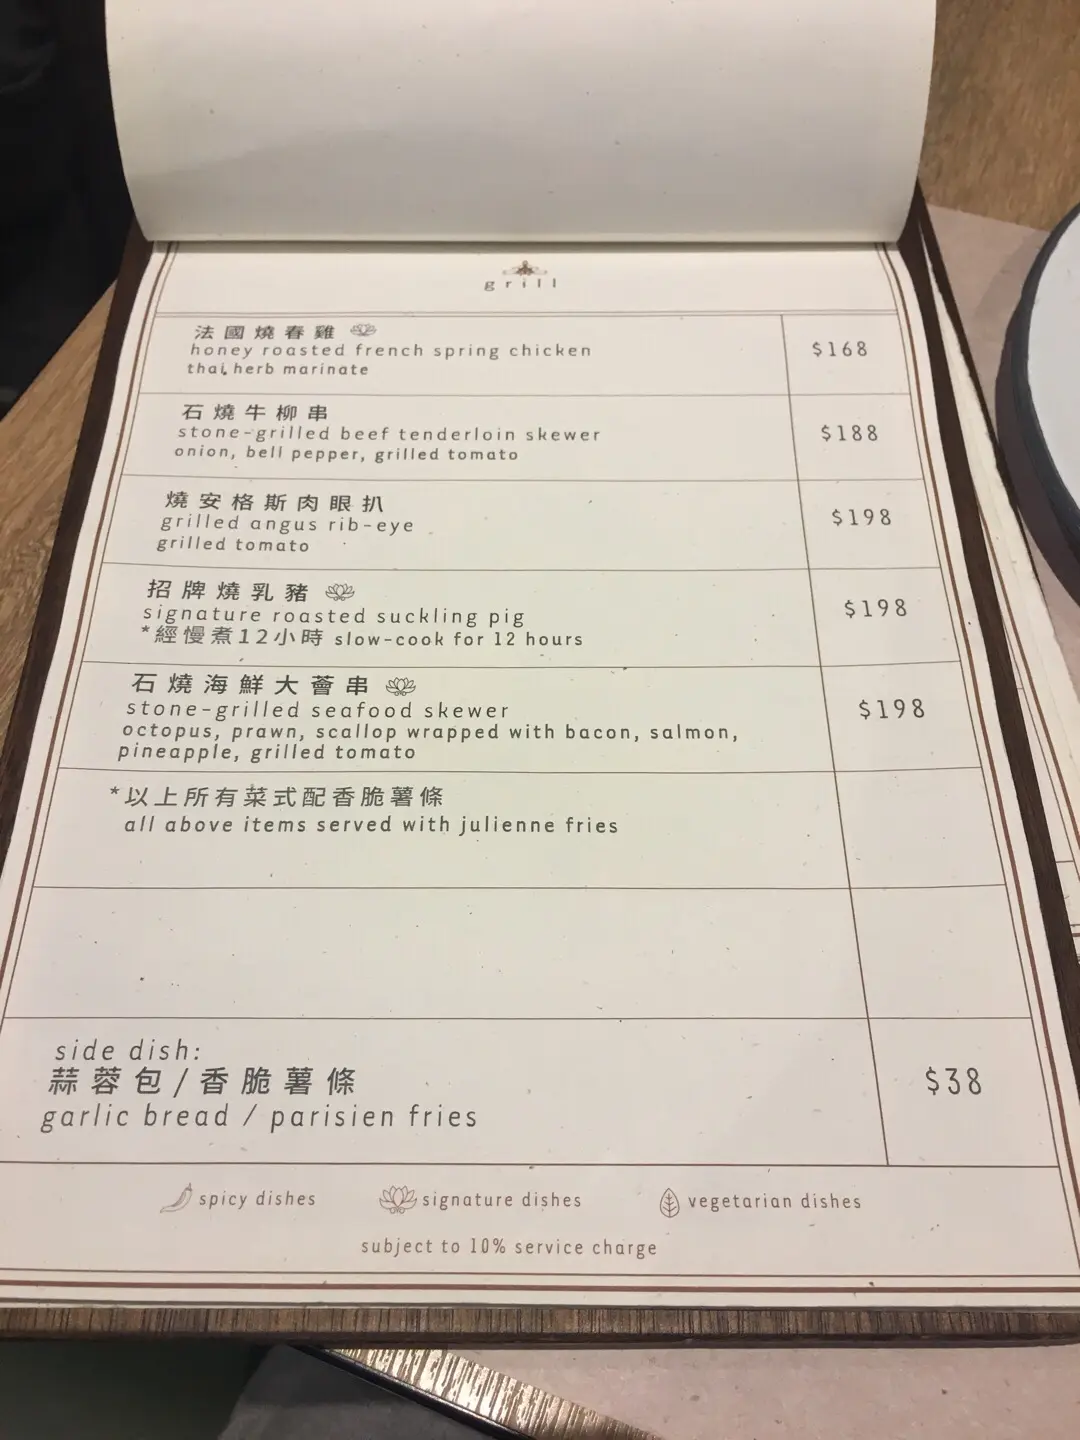 grill
法國燒春雞
honey roasted french spring chicken
thai herb marinate
$168
石燒牛柳串
stone-grilled beef tenderloin skewer
onion, bell pepper, grilled tomato
$188
燒安格斯肉眼扒
grilled angus rib-eye
grilled tomato
$198
招牌燒乳豬
signature roasted suckling pig
*經慢煮12小時 slow-cook for 12 hours
$198
石燒海鮮大薈串
stone-grilled seafood skewer
octopus, prawn, scallop wrapped with bacon, salmon,
pineapple, grilled tomato
$198
*以上所有菜式配香脆薯條
all above items served with julienne fries
side dish:
蒜蓉包/香脆薯條
garlic bread / parisien fries
$38
spicy dishes signature dishes vegetarian dishes
subject to 10% service charge